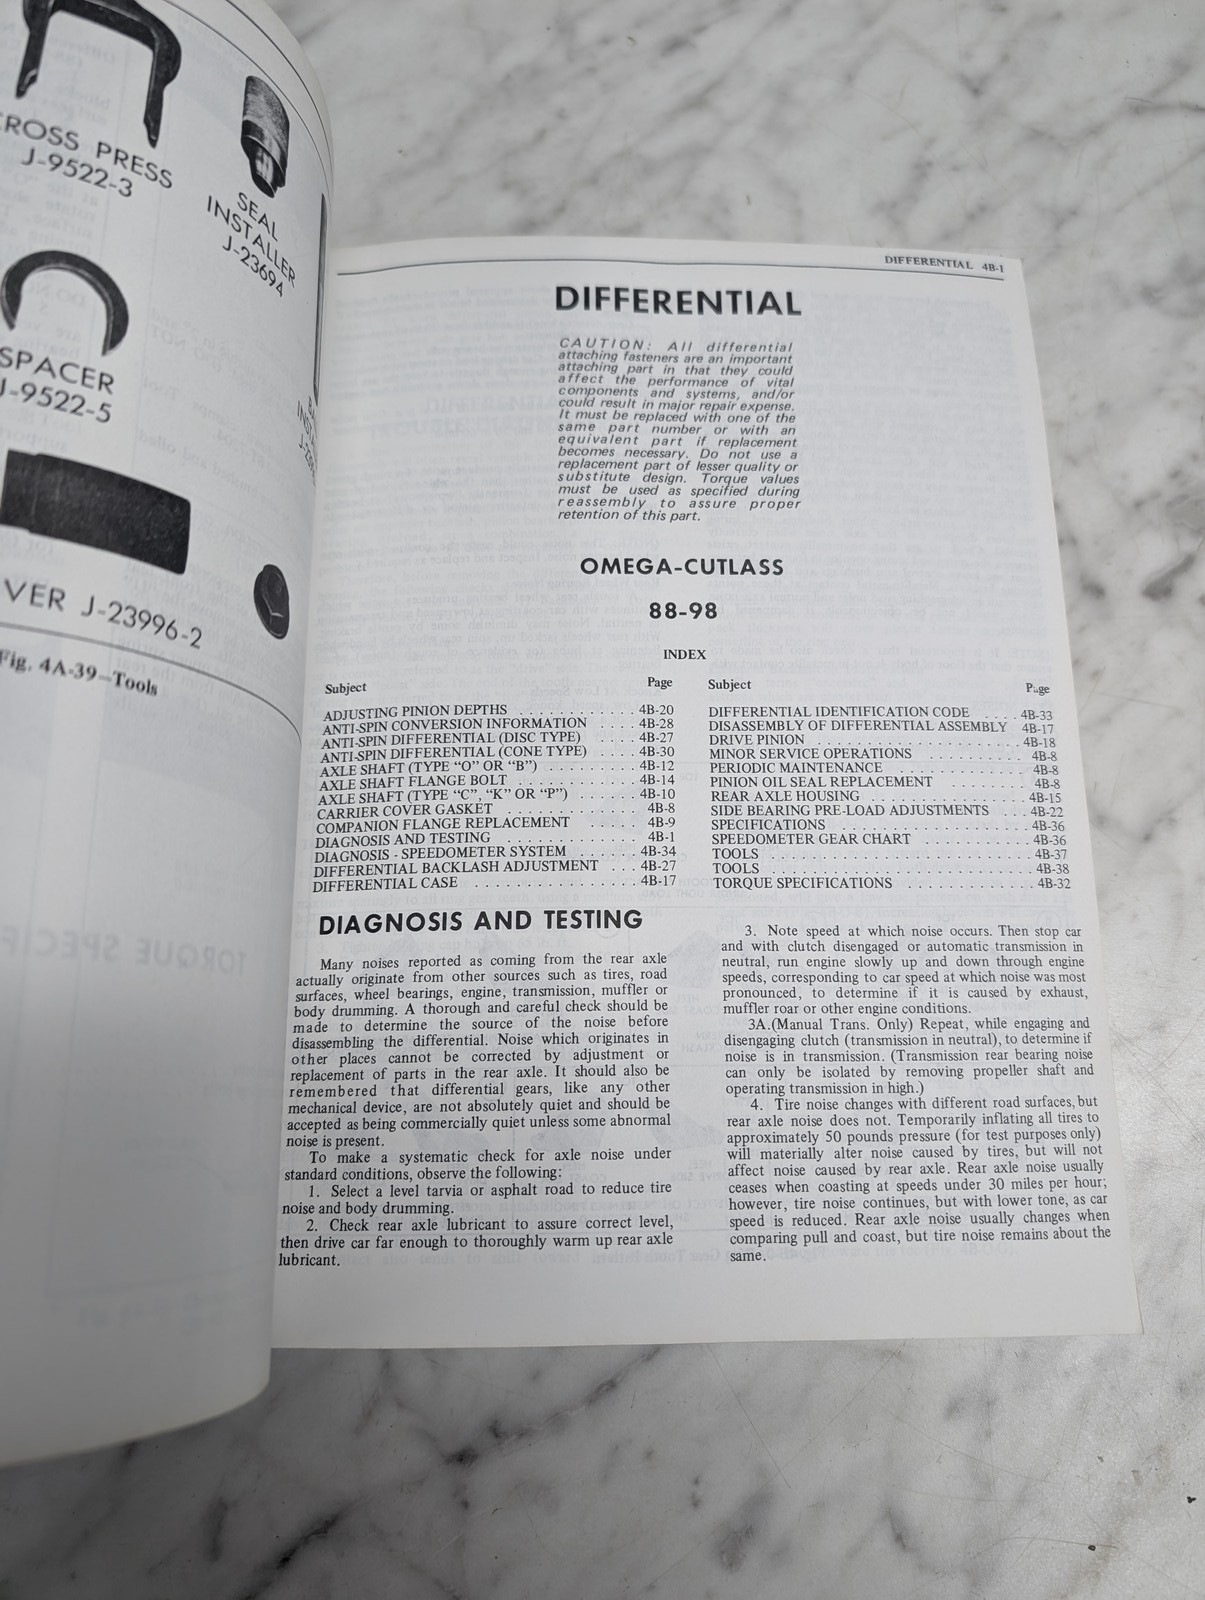 CROSS PRESS
J-9522-3
SEAL
INSTALLER
J-23694
SPACER
J-9522-5
J-23996-2
Fig. 4A-39—Tools
DIFFERENTIAL 4B-1
DIFFERENTIAL
CAUTION: All differential
attaching fasteners are an important
attaching part in that they could
affect the performance of vital
components and systems, and/or
could result in major repair expense.
It must be replaced with one of the
same part number or with an
equivalent part if replacement
becomes necessary. Do not use a
replacement part of lesser quality or
substitute design. Torque values
must be used as specified during
reassembly to assure proper
retention of this part.
OMEGA-CUTLASS
88-98
INDEX
Subject Page
ADJUSTING PINION DEPTHS . . . . . . . . . . 4B-20
ANTI-SPIN CONVERSION INFORMATION . . . . 4B-28
ANTI-SPIN DIFFERENTIAL (DISC TYPE) . . . . 4B-27
ANTI-SPIN DIFFERENTIAL (CONE TYPE) . . . . 4B-30
AXLE SHAFT (TYPE “O” OR “B”) . . . . . . . . . 4B-12
AXLE SHAFT FLANGE BOLT . . . . . . . . . . . 4B-14
AXLE SHAFT (TYPE “C”, “K” OR “P”) . . . . . . 4B-10
CARRIER COVER GASKET . . . . . . . . . . . . 4B-8
COMPANION FLANGE REPLACEMENT . . . . . 4B-9
DIAGNOSIS AND TESTING . . . . . . . . . . . . 4B-1
DIAGNOSIS - SPEEDOMETER SYSTEM . . . . . . 4B-34
DIFFERENTIAL BACKLASH ADJUSTMENT . . . 4B-27
DIFFERENTIAL CASE . . . . . . . . . . . . . . . 4B-17
Subject Page
DIFFERENTIAL IDENTIFICATION CODE . . . . 4B-33
DISASSEMBLY OF DIFFERENTIAL ASSEMBLY 4B-17
DRIVE PINION . . . . . . . . . . . . . . . . . . . 4B-18
MINOR SERVICE OPERATIONS . . . . . . . . . 4B-8
PERIODIC MAINTENANCE . . . . . . . . . . . 4B-8
PINION OIL SEAL REPLACEMENT . . . . . . . 4B-8
REAR AXLE HOUSING . . . . . . . . . . . . . . 4B-15
SIDE BEARING PRE-LOAD ADJUSTMENTS . . . 4B-22
SPECIFICATIONS . . . . . . . . . . . . . . . . . . 4B-36
SPEEDOMETER GEAR CHART . . . . . . . . . . 4B-36
TOOLS . . . . . . . . . . . . . . . . . . . . . . . 4B-37
TOOLS . . . . . . . . . . . . . . . . . . . . . . . 4B-38
TORQUE SPECIFICATIONS . . . . . . . . . . . 4B-32
DIAGNOSIS AND TESTING
Many noises reported as coming from the rear axle
actually originate from other sources such as tires, road
surfaces, wheel bearings, engine, transmission, muffler or
body drumming. A thorough and careful check should be
made to determine the source of the noise before
disassembling the differential. Noise which originates in
other places cannot be corrected by adjustment or
replacement of parts in the rear axle. It should also be
remembered that differential gears, like any other
mechanical device, are not absolutely quiet and should be
accepted as being commercially quiet unless some abnormal
noise is present.
To make a systematic check for axle noise under
standard conditions, observe the following:
1. Select a level tarvia or asphalt road to reduce tire
noise and body drumming.
2. Check rear axle lubricant to assure correct level,
then drive car far enough to thoroughly warm up rear axle
lubricant.
3. Note speed at which noise occurs. Then stop car
and with clutch disengaged or automatic transmission in
neutral, run engine slowly up and down through engine
speeds, corresponding to car speed at which noise was most
pronounced, to determine if it is caused by exhaust,
muffler roar or other engine conditions.
3A.(Manual Trans. Only) Repeat, while engaging and
disengaging clutch (transmission in neutral), to determine if
noise is in transmission. (Transmission rear bearing noise
can only be isolated by removing propeller shaft and
operating transmission in high.)
4. Tire noise changes with different road surfaces, but
rear axle noise does not. Temporarily inflating all tires to
approximately 50 pounds pressure (for test purposes only)
will materially alter noise caused by tires, but will not
affect noise caused by rear axle. Rear axle noise usually
ceases when coasting at speeds under 30 miles per hour;
however, tire noise continues, but with lower tone, as car
speed is reduced. Rear axle noise usually changes when
comparing pull and coast, but tire noise remains about the
same.